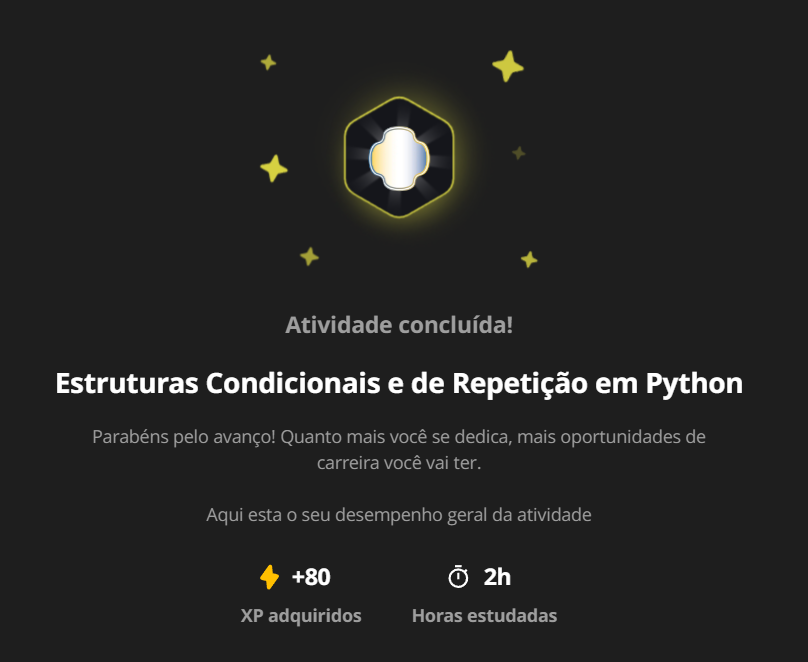 Atividade concluída!
Estruturas Condicionais e de Repetição em Python
Parabéns pelo avanço! Quanto mais você se dedica, mais oportunidades de
carreira você vai ter.
Aqui esta o seu desempenho geral da atividade
+80
2h
XP adquiridos
Horas estudadas